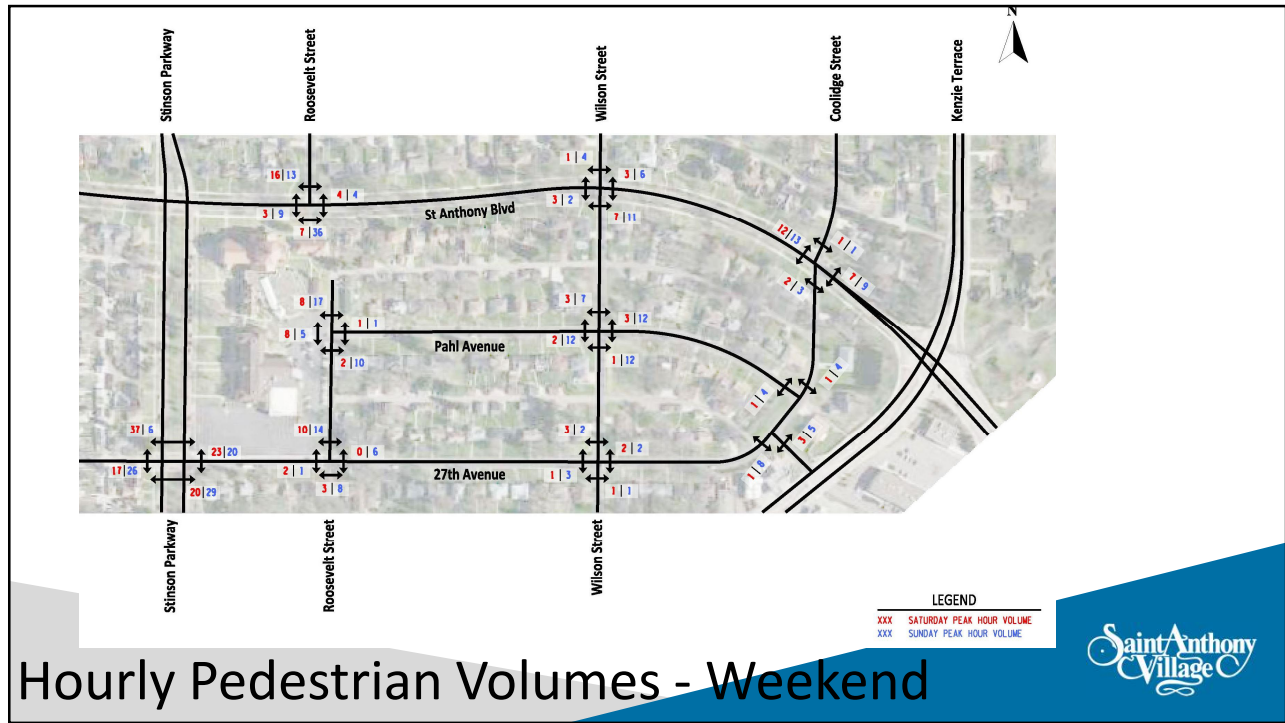 N
Stinson Parkway
Roosevelt Street
Wilson Street
Coolidge Street
Kenzie Terrace
1|4
3|6
16|13
4|4
3|9
7|36
3|2
7|11
St Anthony Blvd
12|13
1|1
2|3
7|9
8|17
1|1
8|5
2|10
Pahl Avenue
3|7
3|12
2|12
1|12
1|4
1|4
37|6
23|20
17|26
20|29
10|14
0|6
2|1
3|8
27th Avenue
3|2
2|2
1|3
1|1
3|5
1|8
Stinson Parkway
Roosevelt Street
Wilson Street
LEGEND
XXX SATURDAY PEAK HOUR VOLUME
XXX SUNDAY PEAK HOUR VOLUME
Saint Anthony
Village
Hourly Pedestrian Volumes - Weekend